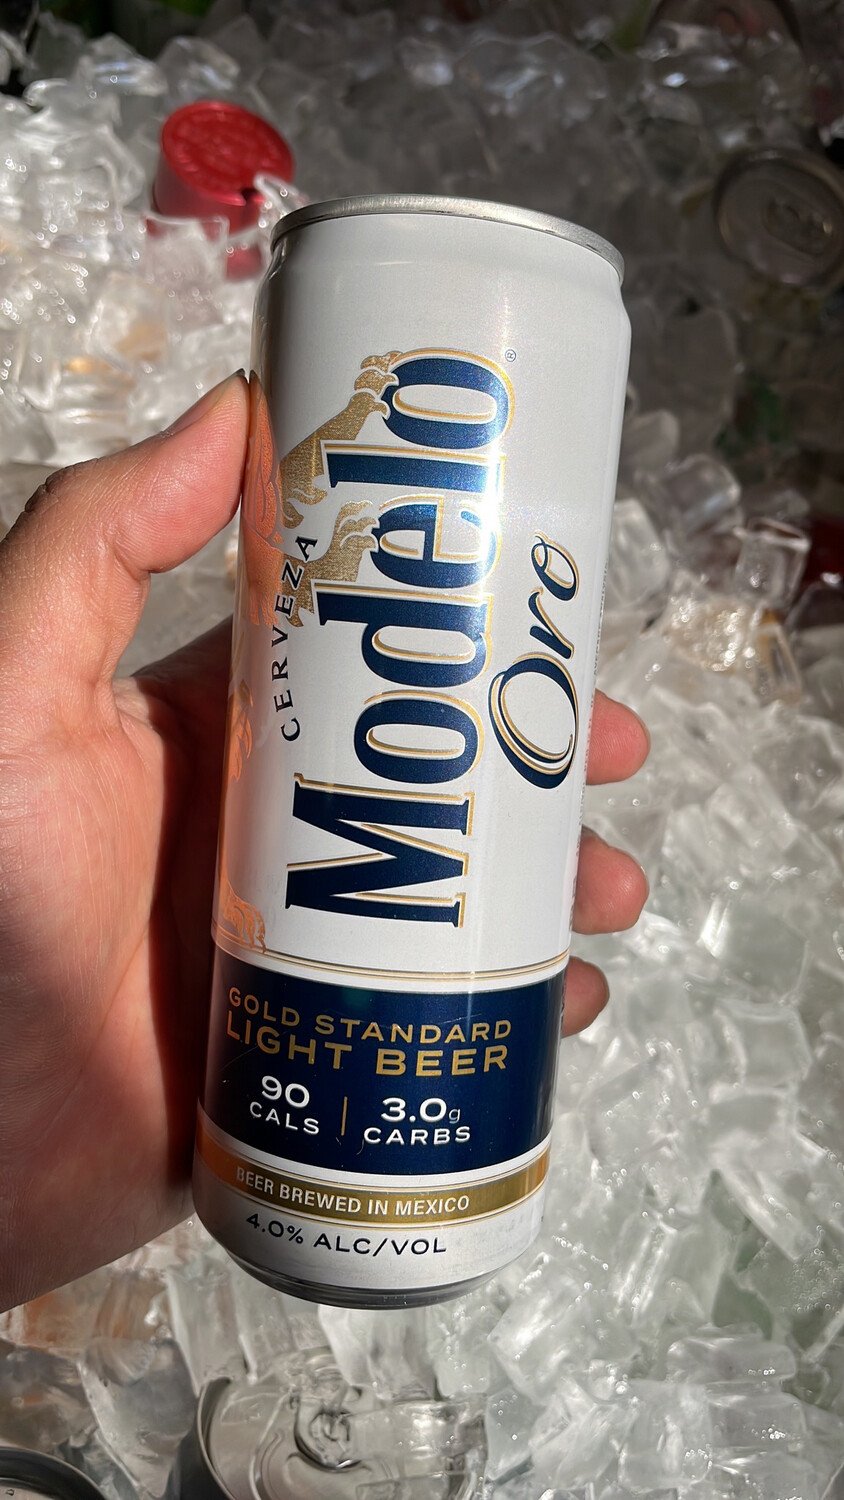 CERVEZA
Modelo®
Oro
GOLD STANDARD
LIGHT BEER
90
CALS
3.0g
CARBS
BEER BREWED IN MEXICO
4.0% ALC/VOL